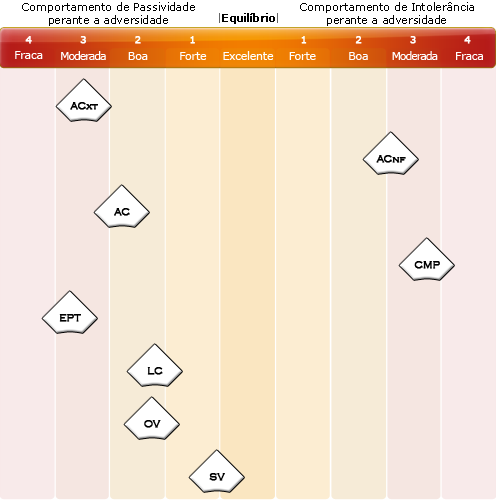 Comportamento de Passividade
perante a adversidade
|Equilíbrio|
Comportamento de Intolerância
perante a adversidade
4 3 2 1 1 2 3 4
Fraca Moderada Boa Forte Excelente Forte Boa Moderada Fraca
ACXT
ACNF
AC
CMP
EPT
LC
OV
SV